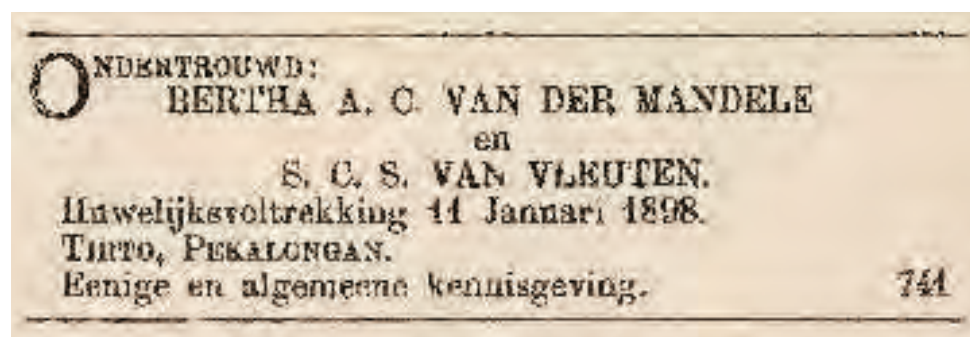 ONDERTROUWD:
BERTHA A. C. VAN DER MANDELE
en
S. C. S. VAN VLEUTEN.
Huwelijksvoltrekking 11 Januari 1898.
TIRTO, PEKALONGAN.
Eenige en algemeene kennisgeving. 741